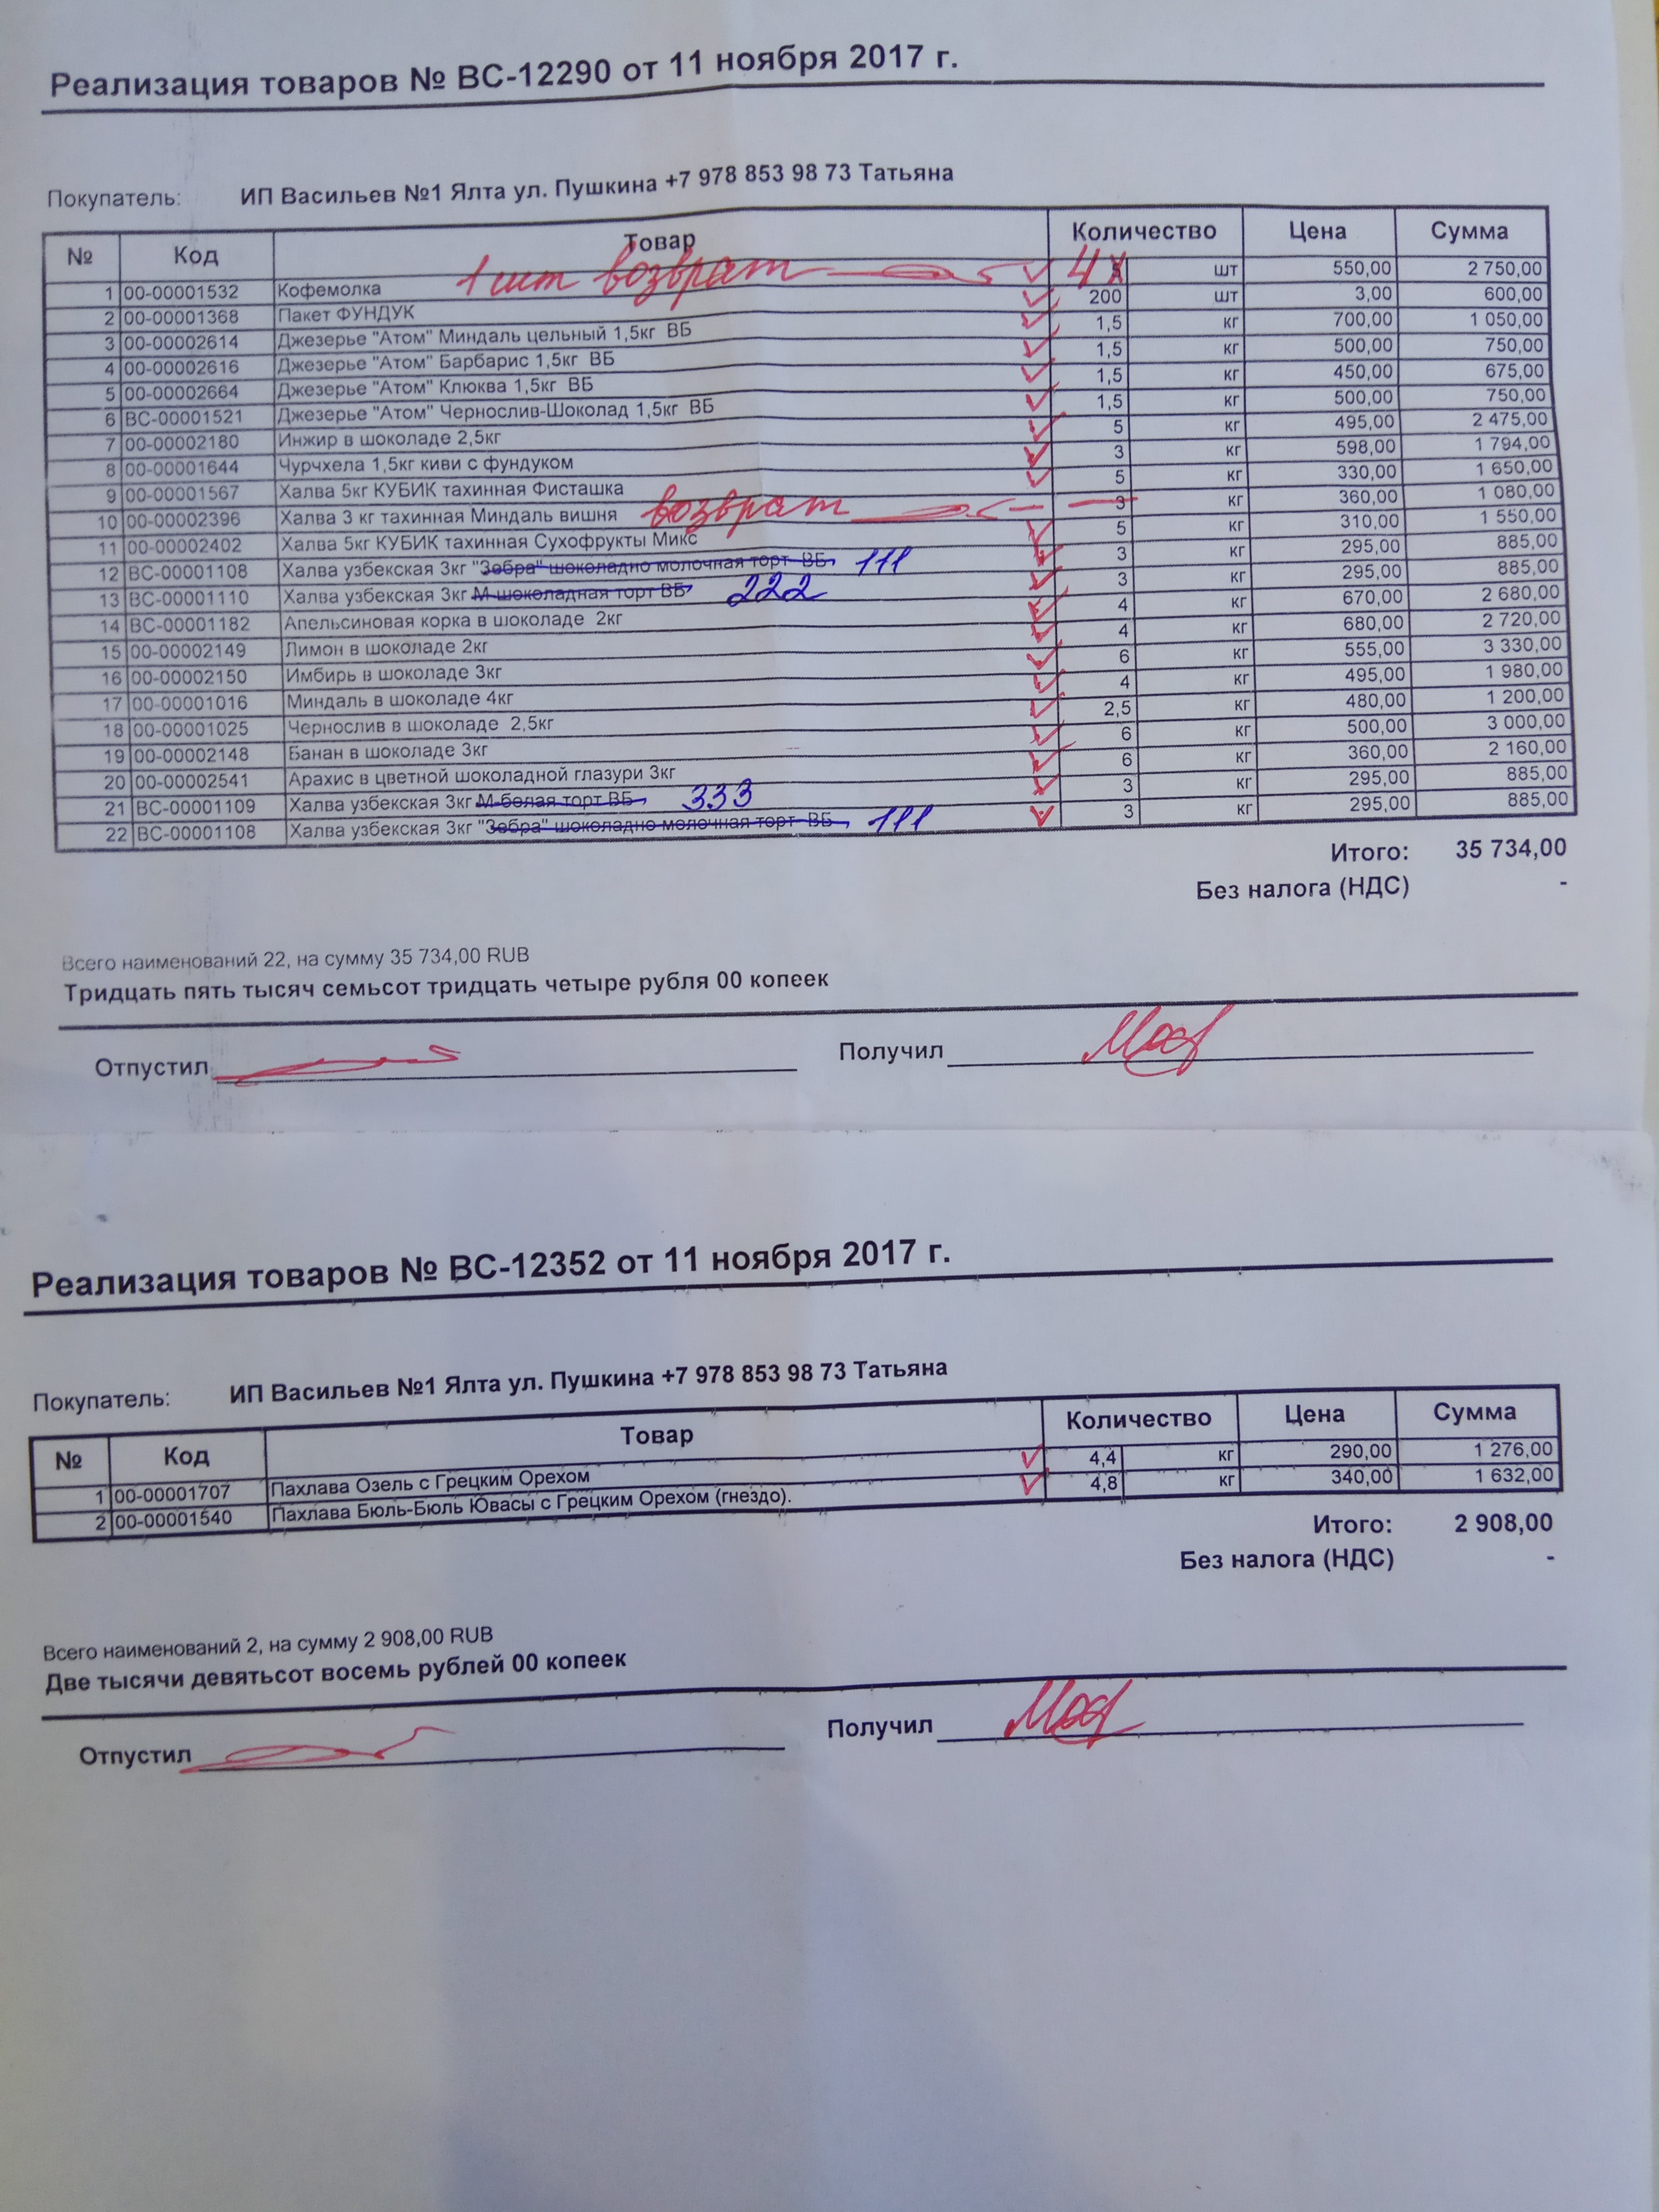 Реализация товаров № ВС-12290 от 11 ноября 2017 г.
Покупатель: ИП Васильев №1 Ялта ул. Пушкина +7 978 853 98 73 Татьяна
№ Код Товар Количество Цена Сумма
1 00-00001532 Кофемолка 1 шт возврат 4 5 шт 550,00 2 750,00
2 00-00001368 Пакет ФУНДУК 200 шт 3,00 600,00
3 00-00002614 Джезерье "Атом" Миндаль цельный 1,5кг ВБ 1,5 кг 700,00 1 050,00
4 00-00002616 Джезерье "Атом" Барбарис 1,5кг ВБ 1,5 кг 500,00 750,00
5 00-00002664 Джезерье "Атом" Клюква 1,5кг ВБ 1,5 кг 450,00 675,00
6 ВС-00001521 Джезерье "Атом" Чернослив-Шоколад 1,5кг ВБ 1,5 кг 500,00 750,00
7 00-00002180 Инжир в шоколаде 2,5кг 5 кг 495,00 2 475,00
8 00-00001644 Чурчхела 1,5кг киви с фундуком 3 кг 598,00 1 794,00
9 00-00001567 Халва 5кг КУБИК тахинная Фисташка 5 кг 330,00 1 650,00
10 00-00002396 Халва 3 кг тахинная Миндаль вишня возврат 3 кг 360,00 1 080,00
11 00-00002402 Халва 5кг КУБИК тахинная Сухофрукты Микс 5 кг 310,00 1 550,00
12 ВС-00001108 Халва узбекская 3кг "Зебра" шоколадно молочная торт ВБ 111 3 кг 295,00 885,00
13 ВС-00001110 Халва узбекская 3кг М-шоколадная торт ВБ 222 3 кг 295,00 885,00
14 ВС-00001182 Апельсиновая корка в шоколаде 2кг 4 кг 670,00 2 680,00
15 00-00002149 Лимон в шоколаде 2кг 4 кг 680,00 2 720,00
16 00-00002150 Имбирь в шоколаде 3кг 6 кг 555,00 3 330,00
17 00-00001016 Миндаль в шоколаде 4кг 4 кг 495,00 1 980,00
18 00-00001025 Чернослив в шоколаде 2,5кг 2,5 кг 480,00 1 200,00
19 00-00002148 Банан в шоколаде 3кг 6 кг 500,00 3 000,00
20 00-00002541 Арахис в цветной шоколадной глазури 3кг 6 кг 360,00 2 160,00
21 ВС-00001109 Халва узбекская 3кг М-белая торт ВБ 333 3 кг 295,00 885,00
22 ВС-00001108 Халва узбекская 3кг "Зебра" шоколадно молочная торт ВБ 111 3 кг 295,00 885,00
Итого: 35 734,00
Без налога (НДС) -
Всего наименований 22, на сумму 35 734,00 RUB
Тридцать пять тысяч семьсот тридцать четыре рубля 00 копеек
Отпустил Получил
Реализация товаров № ВС-12352 от 11 ноября 2017 г.
Покупатель: ИП Васильев №1 Ялта ул. Пушкина +7 978 853 98 73 Татьяна
№ Код Товар Количество Цена Сумма
1 00-00001707 Пахлава Озель с Грецким Орехом 4,4 кг 290,00 1 276,00
2 00-00001540 Пахлава Бюль-Бюль Ювасы с Грецким Орехом (гнездо). 4,8 кг 340,00 1 632,00
Итого: 2 908,00
Без налога (НДС) -
Всего наименований 2, на сумму 2 908,00 RUB
Две тысячи девятьсот восемь рублей 00 копеек
Отпустил Получил